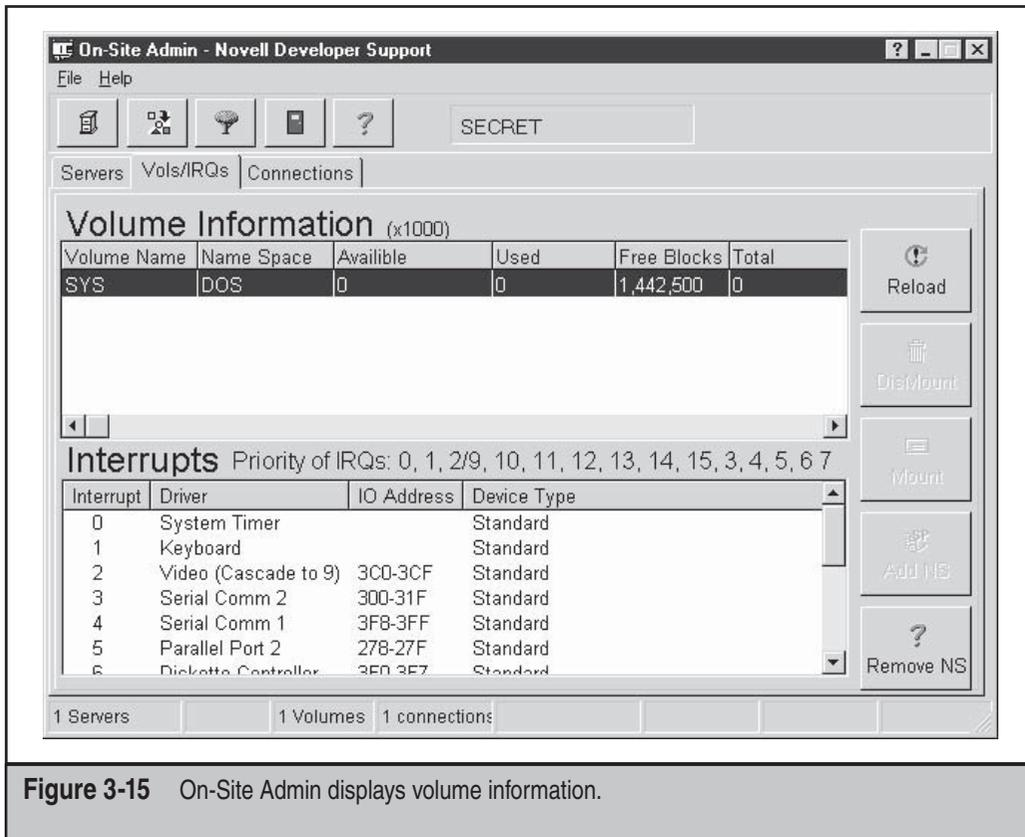 On-Site Admin - Novell Developer Support
File Help
SECRET
Servers Vols/IRQs Connections
Volume Information (x1000)
Volume Name Name Space Availible Used Free Blocks Total
SYS DOS 0 0 1,442,500 0
Reload
DisMount
Mount
Add NS
Remove NS
Interrupts Priority of IRQs: 0, 1, 2/9, 10, 11, 12, 13, 14, 15, 3, 4, 5, 6 7
Interrupt Driver IO Address Device Type
0 System Timer Standard
1 Keyboard Standard
2 Video (Cascade to 9) 3C0-3CF Standard
3 Serial Comm 2 300-31F Standard
4 Serial Comm 1 3F8-3FF Standard
5 Parallel Port 2 278-27F Standard
6 Diskette Controller 3F0-3F7 Standard
1 Servers 1 Volumes 1 connections
Figure 3-15 On-Site Admin displays volume information.